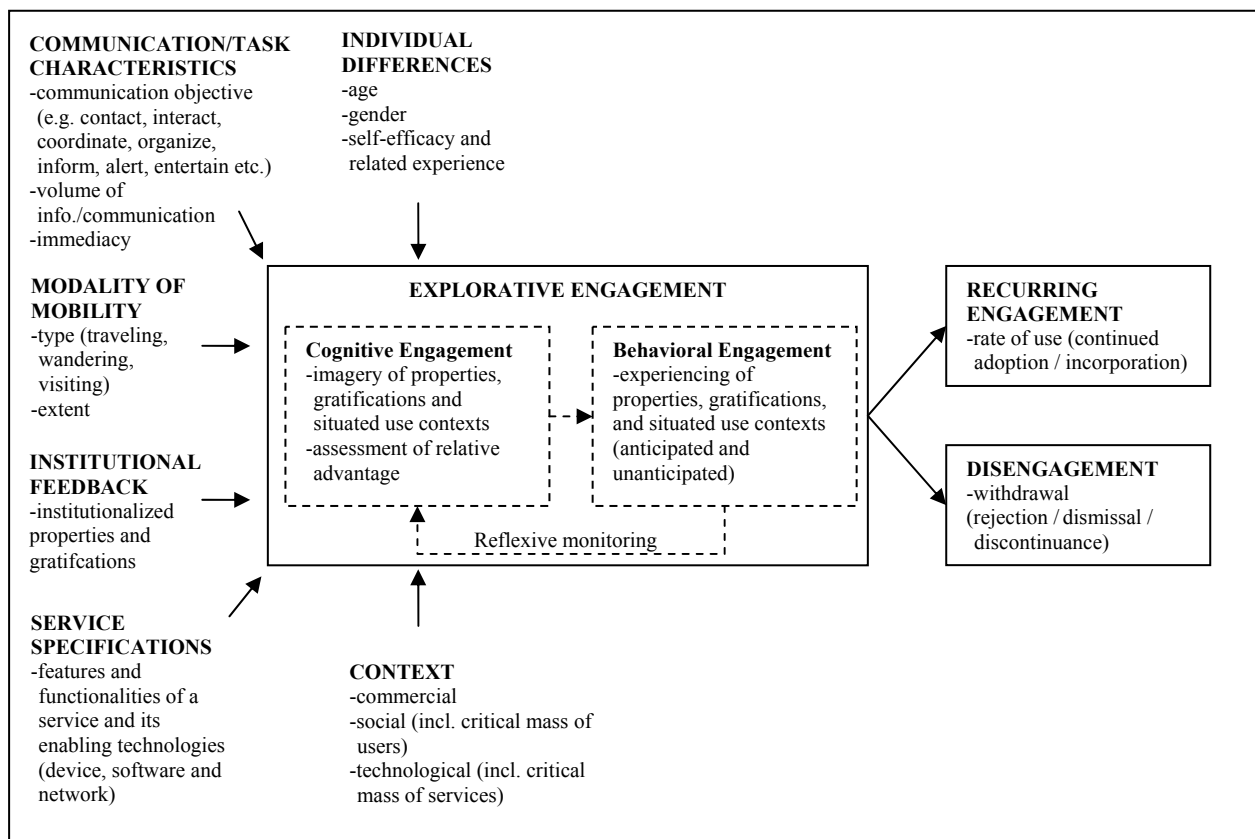 COMMUNICATION/TASK
CHARACTERISTICS
-communication objective
(e.g. contact, interact,
coordinate, organize,
inform, alert, entertain etc.)
-volume of
info./communication
-immediacy
INDIVIDUAL
DIFFERENCES
-age
-gender
-self-efficacy and
related experience
MODALITY OF
MOBILITY
-type (traveling,
wandering,
visiting)
-extent
INSTITUTIONAL
FEEDBACK
-institutionalized
properties and
gratifcations
SERVICE
SPECIFICATIONS
-features and
functionalities of a
service and its
enabling technologies
(device, software and
network)
EXPLORATIVE ENGAGEMENT
Cognitive Engagement
-imagery of properties,
gratifications and
situated use contexts
-assessment of relative
advantage
Behavioral Engagement
-experiencing of
properties, gratifications,
and situated use contexts
(anticipated and
unanticipated)
Reflexive monitoring
CONTEXT
-commercial
-social (incl. critical mass of
users)
-technological (incl. critical
mass of services)
RECURRING
ENGAGEMENT
-rate of use (continued
adoption / incorporation)
DISENGAGEMENT
-withdrawal
(rejection / dismissal /
discontinuance)